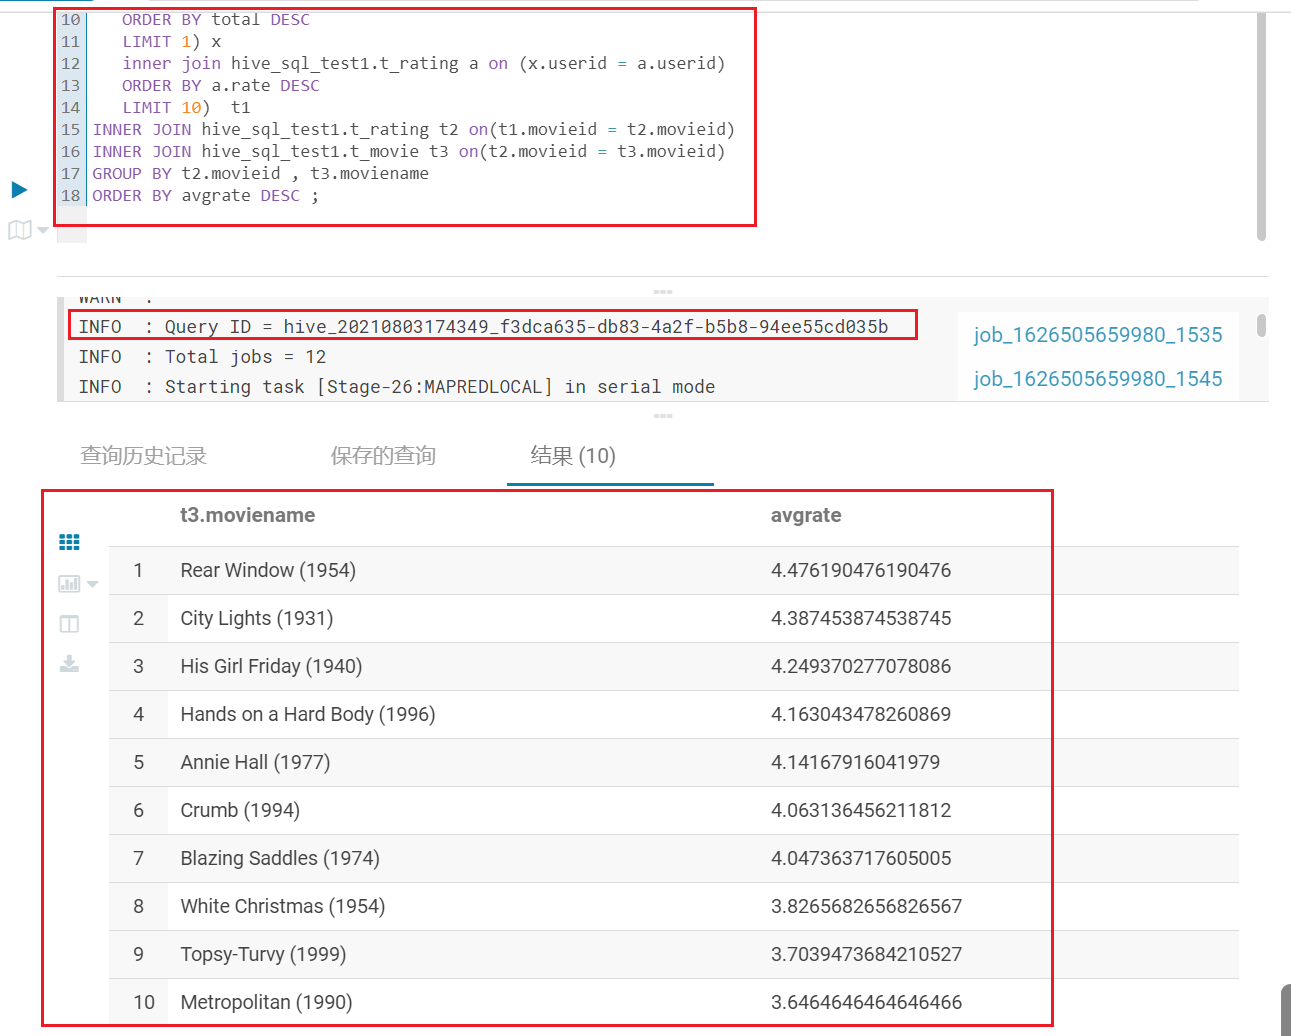 10 ORDER BY total DESC
11 LIMIT 1) x
12 inner join hive_sql_test1.t_rating a on (x.userid = a.userid)
13 ORDER BY a.rate DESC
14 LIMIT 10)  t1
15 INNER JOIN hive_sql_test1.t_rating t2 on(t1.movieid = t2.movieid)
16 INNER JOIN hive_sql_test1.t_movie t3 on(t2.movieid = t3.movieid)
17 GROUP BY t2.movieid , t3.moviename
18 ORDER BY avgrate DESC ;
WARN  :
INFO  : Query ID = hive_20210803174349_f3dca635-db83-4a2f-b5b8-94ee55cd035b
INFO  : Total jobs = 12
INFO  : Starting task [Stage-26:MAPREDLOCAL] in serial mode
job_1626505659980_1535
job_1626505659980_1545
查询历史记录 保存的查询 结果 (10)
t3.moviename avgrate
1 Rear Window (1954) 4.476190476190476
2 City Lights (1931) 4.387453874538745
3 His Girl Friday (1940) 4.249370277078086
4 Hands on a Hard Body (1996) 4.163043478260869
5 Annie Hall (1977) 4.14167916041979
6 Crumb (1994) 4.063136456211812
7 Blazing Saddles (1974) 4.047363717605005
8 White Christmas (1954) 3.8265682656826567
9 Topsy-Turvy (1999) 3.7039473684210527
10 Metropolitan (1990) 3.6464646464646466